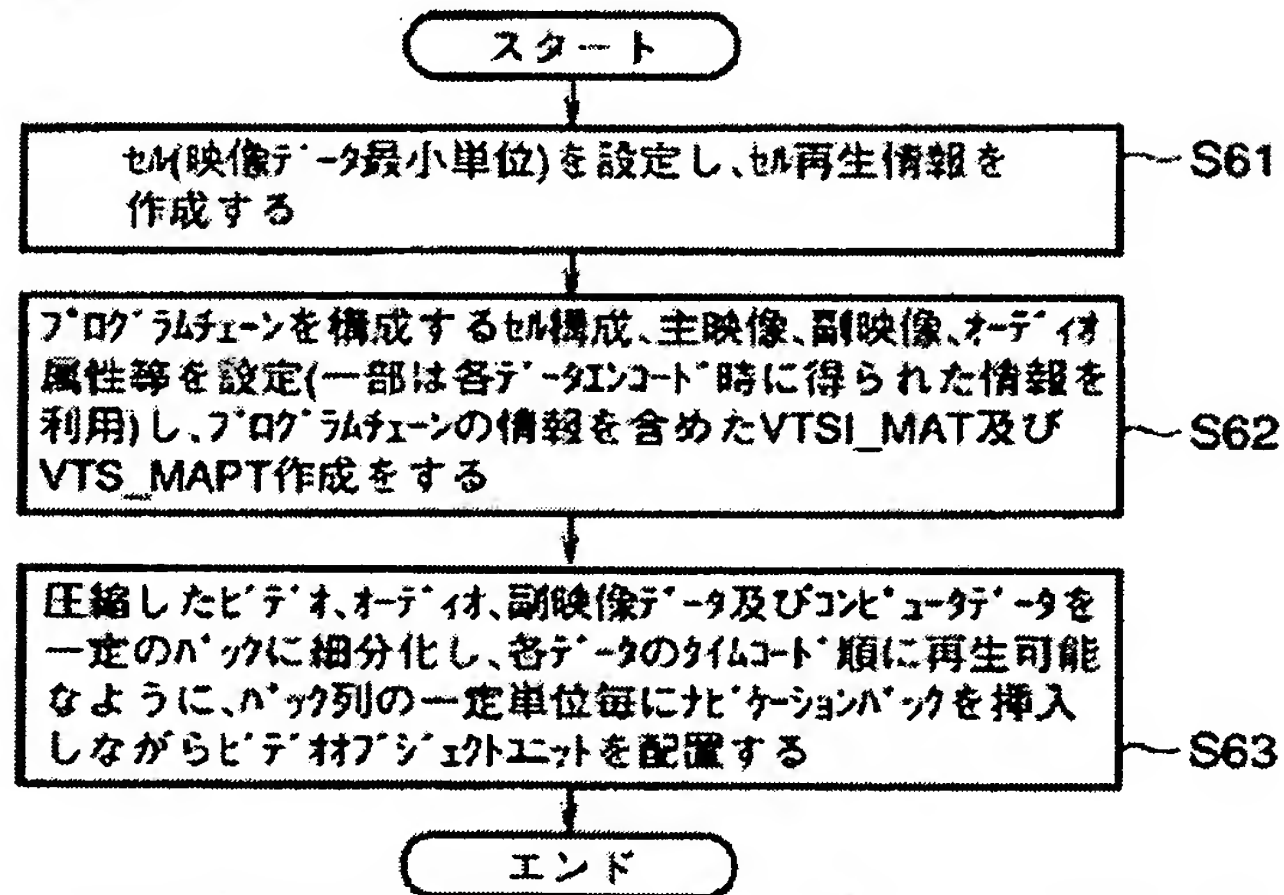 スタート
セル(映像データ最小単位)を設定し、セル再生情報を
作成する
S61
プログラムチェーンを構成するセル構成、主映像、副映像、オーディオ
属性等を設定(一部は各データエンコード時に得られた情報を
利用)し、プログラムチェーンの情報を含めたVTSI_MAT及び
VTS_MAPT作成をする
S62
圧縮したビデオ、オーディオ、副映像データ及びコンピュータデータを
一定のパックに細分化し、各データのタイムコード順に再生可能
なように、パック列の一定単位毎にナビゲーションパックを挿入
しながらビデオオブジェクトユニットを配置する
S63
エンド